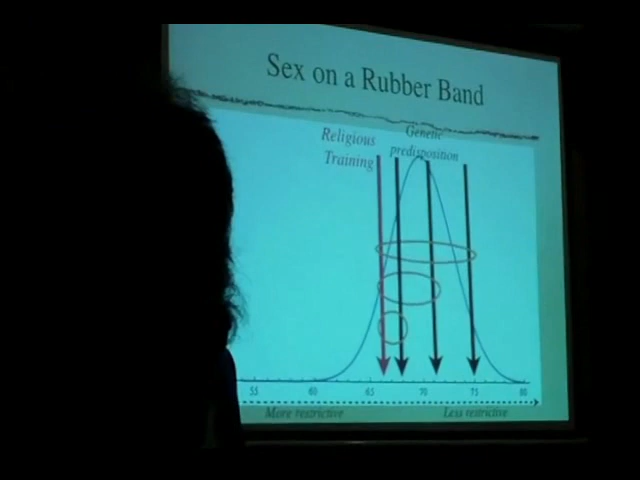 Sex on a Rubber Band
Religious
Training
Genetic
predisposition
55 60 65 70 75 80
More restrictive Less restrictive